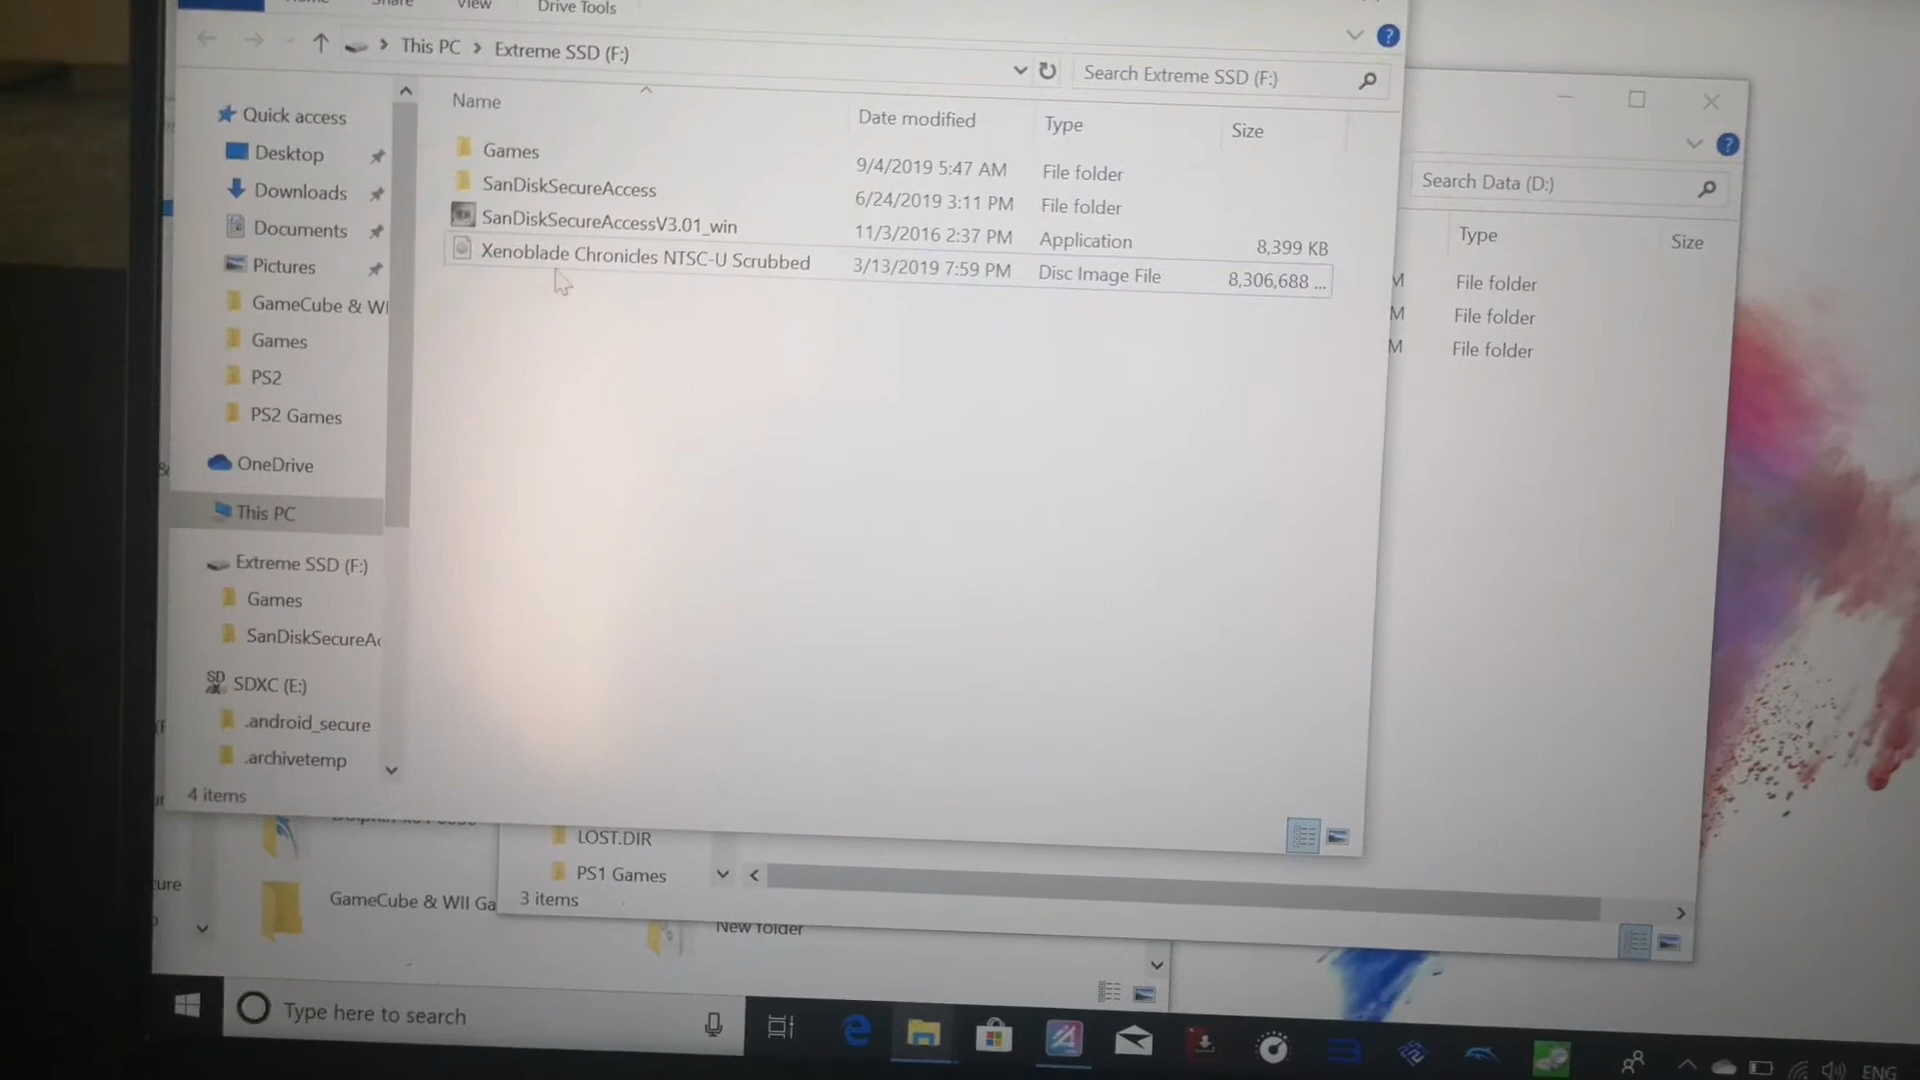 Share
View
Drive Tools
This PC > Extreme SSD (F:)
Search Extreme SSD (F:)
Name
Date modified
Type
Size
Games
9/4/2019 5:47 AM
File folder
SanDiskSecureAccess
6/24/2019 3:11 PM
File folder
SanDiskSecureAccessV3.01_win
11/3/2016 2:37 PM
Application
8,399 KB
Xenoblade Chronicles NTSC-U Scrubbed
3/13/2019 7:59 PM
Disc Image File
8,306,688 ...
Quick access
Desktop
Downloads
Documents
Pictures
GameCube & WI
Games
PS2
PS2 Games
OneDrive
This PC
Extreme SSD (F:)
Games
SanDiskSecureAc
SDXC (E:)
.android_secure
.archivetemp
4 items
Search Data (D:)
Type
Size
M
File folder
M
File folder
M
File folder
LOST.DIR
PS1 Games
3 items
GameCube & WII Ga
New folder
Type here to search
ENG